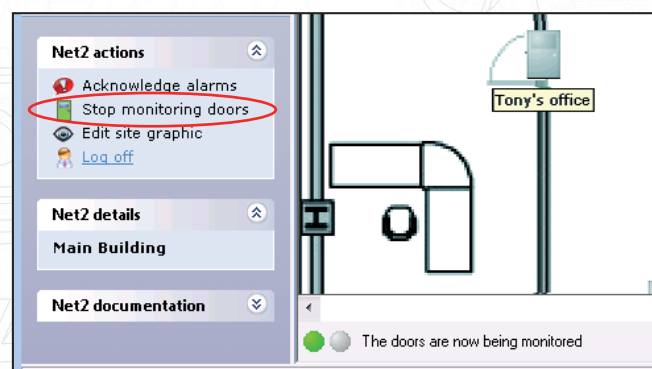 Net2 actions
Acknowledge alarms
Stop monitoring doors
Edit site graphic
Log off
Net2 details
Main Building
Net2 documentation
Tony's office
The doors are now being monitored